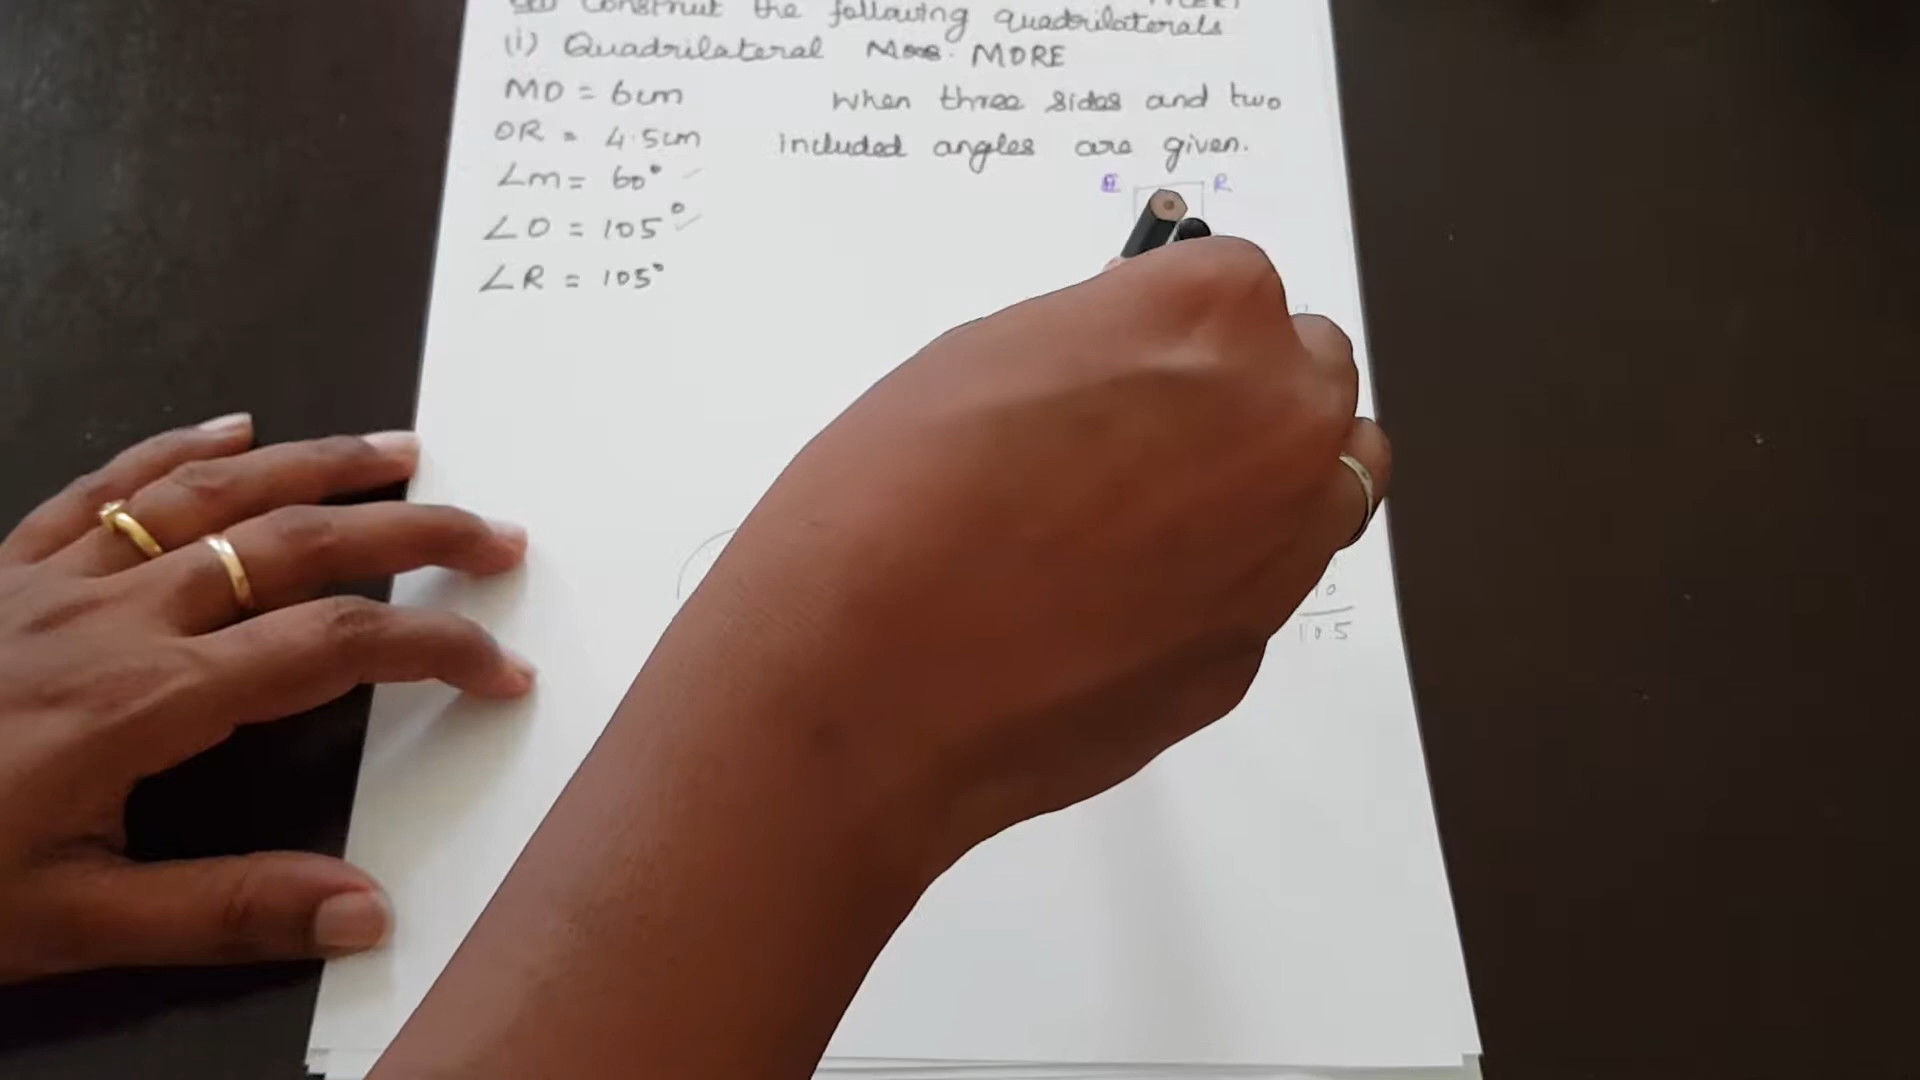 Construct the following quadrilaterals
(i) Quadrilateral MORE
MO = 6cm
OR = 4.5cm
∠M = 60°
∠O = 105°
∠R = 105°
When three sides and two
included angles are given.
E R
10
105